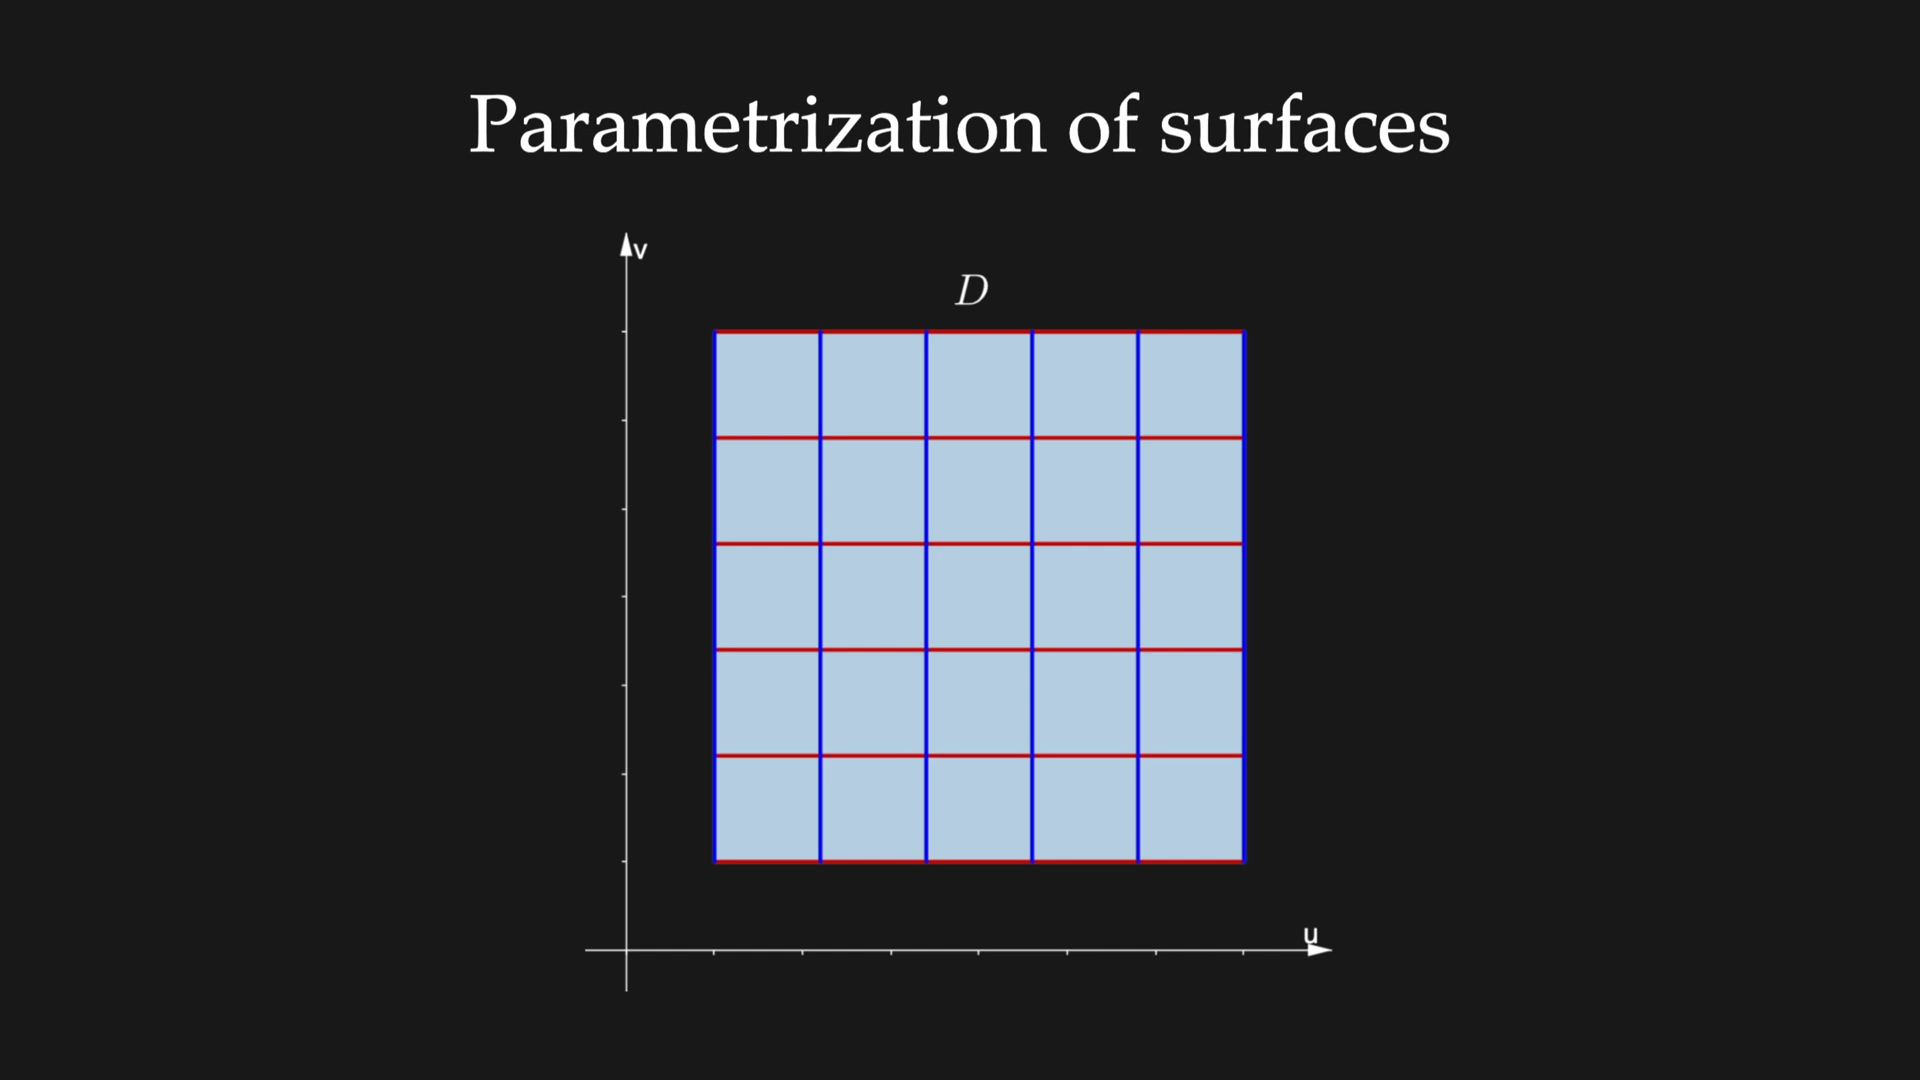 Parametrization of surfaces
v
D
u